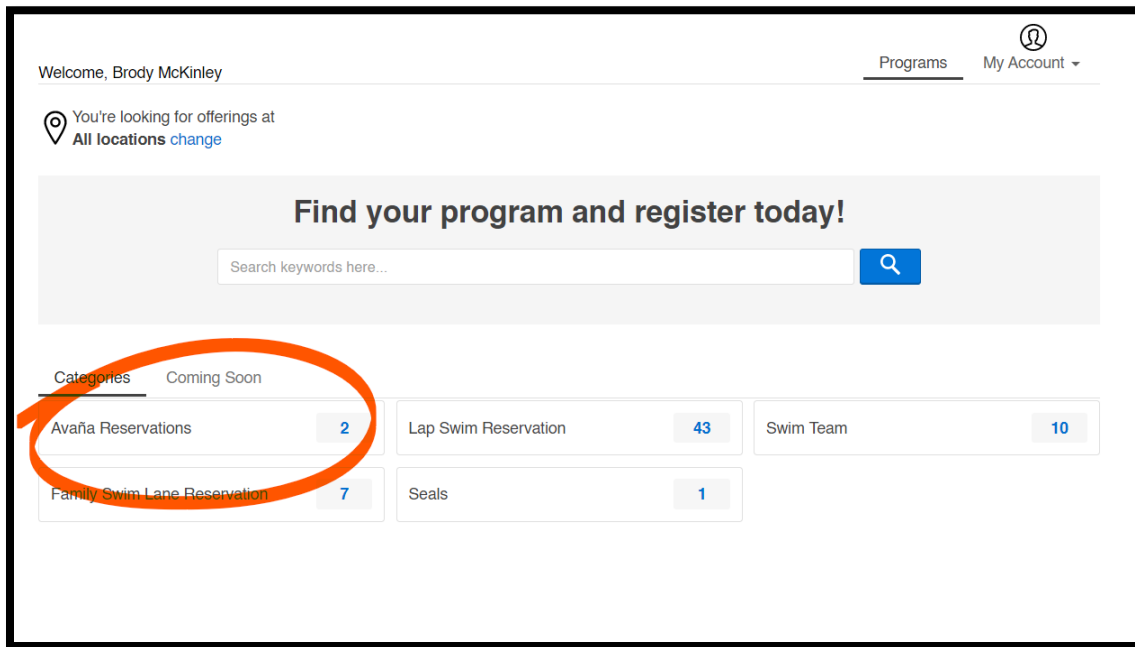 Welcome, Brody McKinley
Programs
My Account
You're looking for offerings at
All locations change
Find your program and register today!
Search keywords here...
Categories
Coming Soon
Avaña Reservations 2
Lap Swim Reservation 43
Swim Team 10
Family Swim Lane Reservation 7
Seals 1